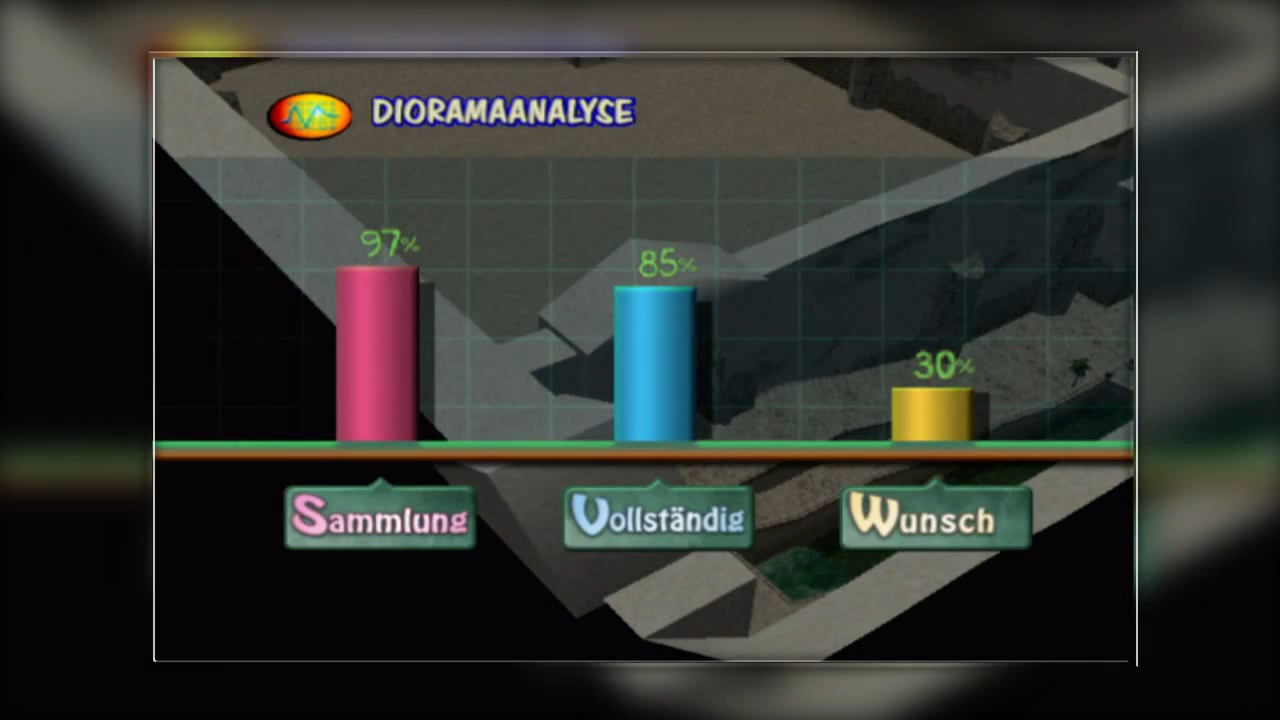 DIORAMAANALYSE
97%
85%
30%
Sammlung
Vollständig
Wunsch